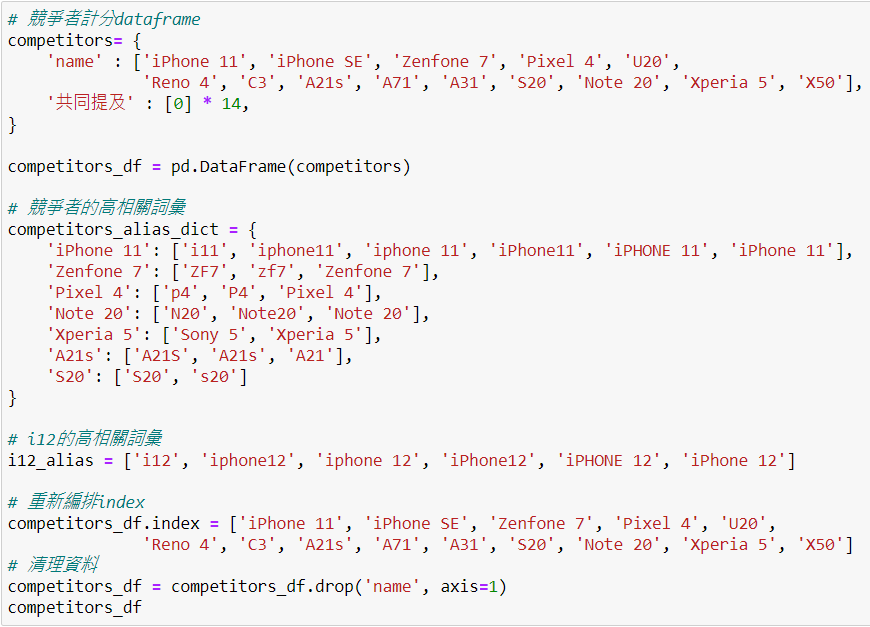 # 競爭者計分dataframe
competitors= {
    'name' : ['iPhone 11', 'iPhone SE', 'Zenfone 7', 'Pixel 4', 'U20',
              'Reno 4', 'C3', 'A21s', 'A71', 'A31', 'S20', 'Note 20', 'Xperia 5', 'X50'],
    '共同提及' : [0] * 14,
}

competitors_df = pd.DataFrame(competitors)

# 競爭者的高相關詞彙
competitors_alias_dict = {
    'iPhone 11': ['i11', 'iphone11', 'iphone 11', 'iPhone11', 'iPHONE 11', 'iPhone 11'],
    'Zenfone 7': ['ZF7', 'zf7', 'Zenfone 7'],
    'Pixel 4': ['p4', 'P4', 'Pixel 4'],
    'Note 20': ['N20', 'Note20', 'Note 20'],
    'Xperia 5': ['Sony 5', 'Xperia 5'],
    'A21s': ['A21S', 'A21s', 'A21'],
    'S20': ['S20', 's20']
}

# i12的高相關詞彙
i12_alias = ['i12', 'iphone12', 'iphone 12', 'iPhone12', 'iPHONE 12', 'iPhone 12']

# 重新編排index
competitors_df.index = ['iPhone 11', 'iPhone SE', 'Zenfone 7', 'Pixel 4', 'U20',
              'Reno 4', 'C3', 'A21s', 'A71', 'A31', 'S20', 'Note 20', 'Xperia 5', 'X50']
# 清理資料
competitors_df = competitors_df.drop('name', axis=1)
competitors_df